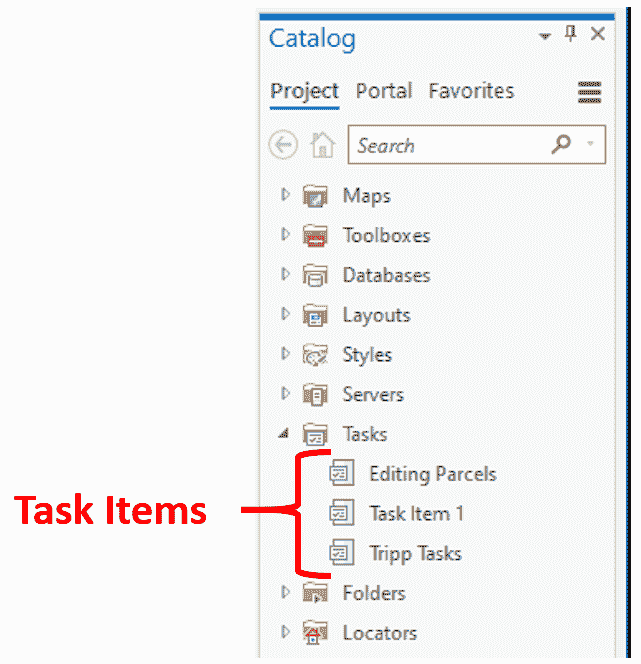 Catalog
Project Portal Favorites
Search
Maps
Toolboxes
Databases
Layouts
Styles
Servers
Tasks
Editing Parcels
Task Items
Task Item 1
Tripp Tasks
Folders
Locators